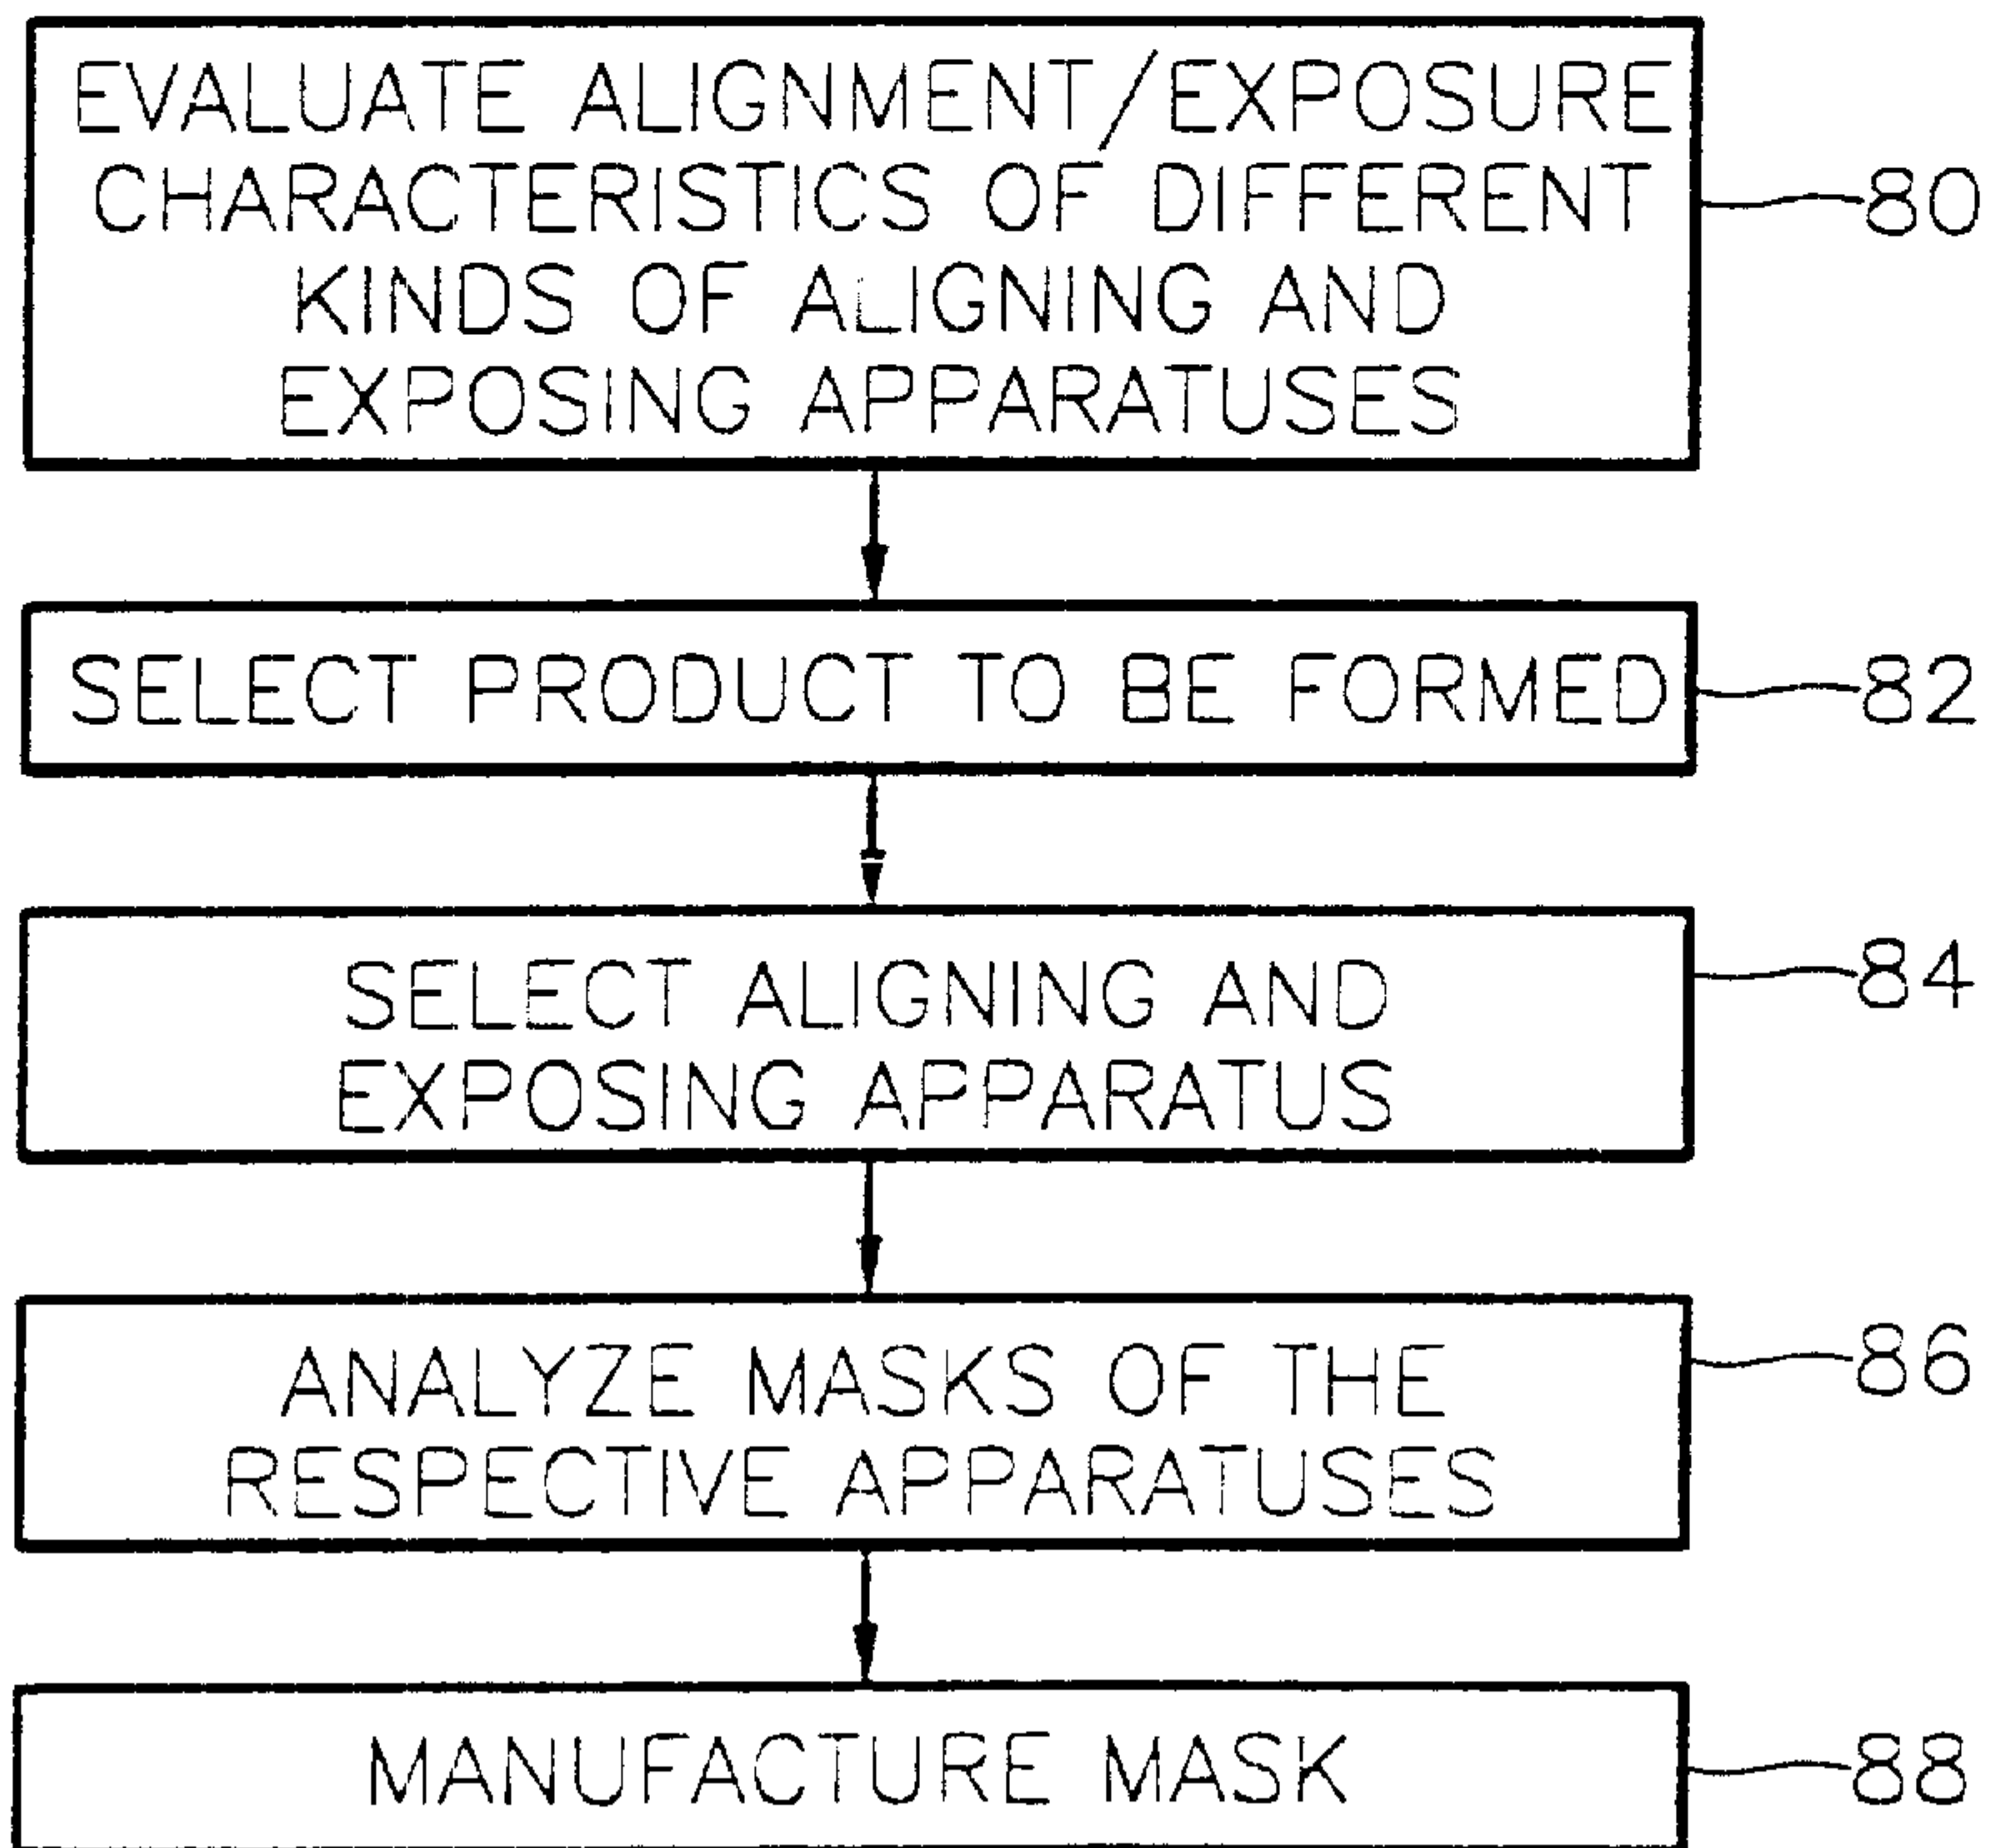 EVALUATE ALIGNMENT/EXPOSURE
CHARACTERISTICS OF DIFFERENT
KINDS OF ALIGNING AND
EXPOSING APPARATUSES
80
SELECT PRODUCT TO BE FORMED
82
SELECT ALIGNING AND
EXPOSING APPARATUS
84
ANALYZE MASKS OF THE
RESPECTIVE APPARATUSES
86
MANUFACTURE MASK
88